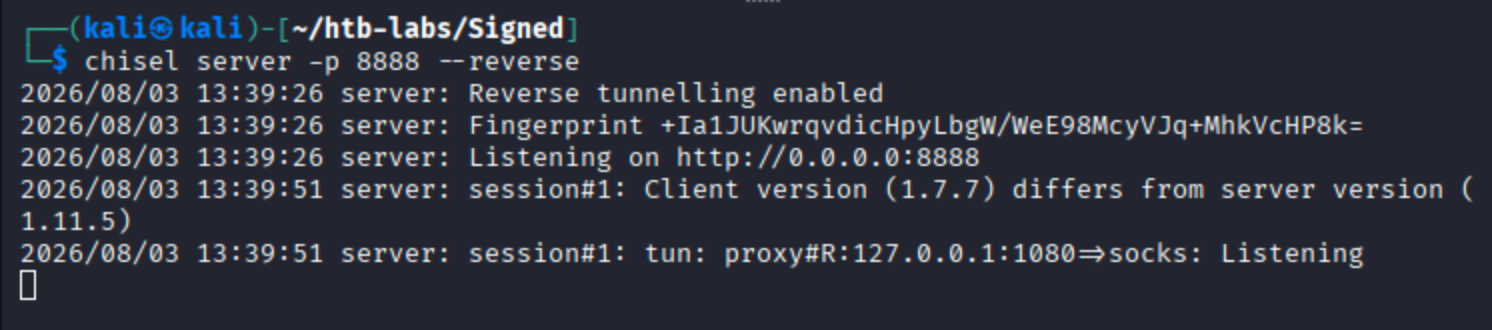 ┌──(kali㉿kali)-[~/htb-labs/Signed]
└─$ chisel server -p 8888 --reverse
2026/08/03 13:39:26 server: Reverse tunnelling enabled
2026/08/03 13:39:26 server: Fingerprint +Ia1JUKwrqvdicHpyLbgW/WeE98McyVJq+MhkVcHP8k=
2026/08/03 13:39:26 server: Listening on http://0.0.0.0:8888
2026/08/03 13:39:51 server: session#1: Client version (1.7.7) differs from server version (
1.11.5)
2026/08/03 13:39:51 server: session#1: tun: proxy#R:127.0.0.1:1080=>socks: Listening